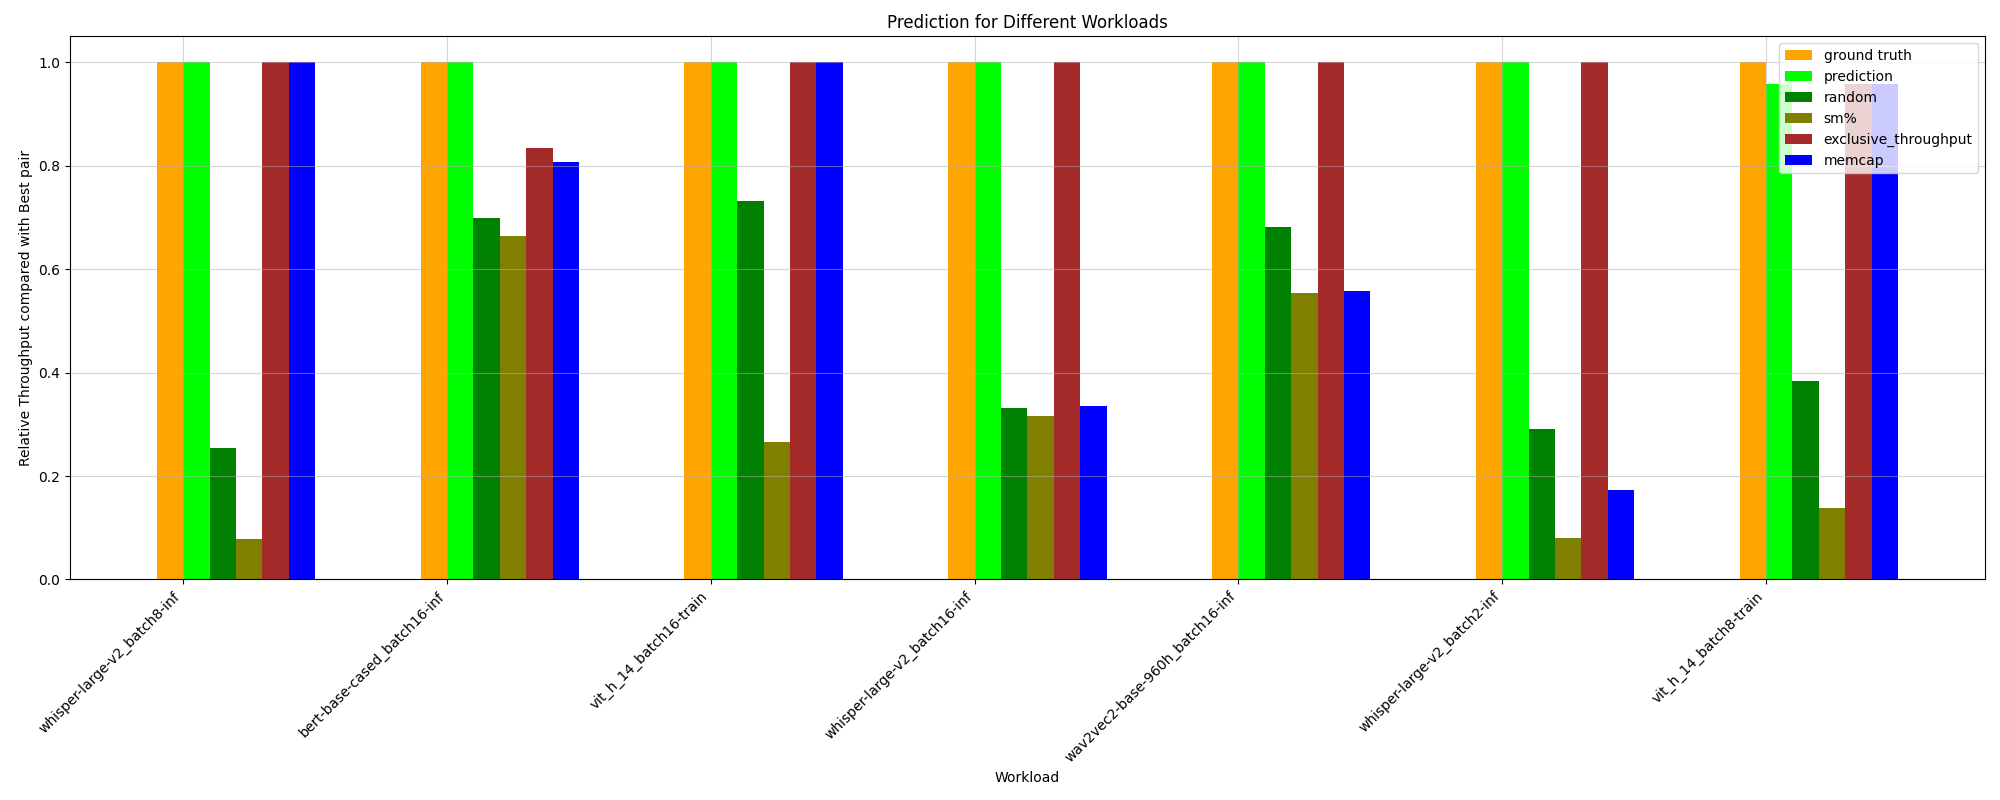 Prediction for Different Workloads
Relative Throughput compared with Best pair
1.0
0.8
0.6
0.4
0.2
0.0
ground truth
prediction
random
sm%
exclusive_throughput
memcap
whisper-large-v2_batch8-inf
bert-base-cased_batch16-inf
vit_h_14_batch16-train
whisper-large-v2_batch16-inf
wav2vec2-base-960h_batch16-inf
whisper-large-v2_batch2-inf
vit_h_14_batch8-train
Workload